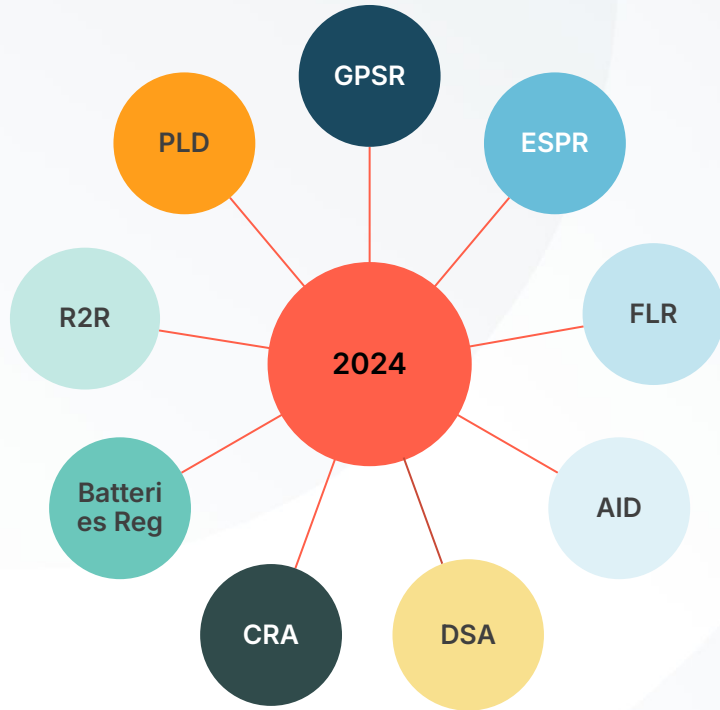 GPSR
PLD
ESPR
R2R
FLR
2024
Batteri
es Reg
AID
CRA
DSA